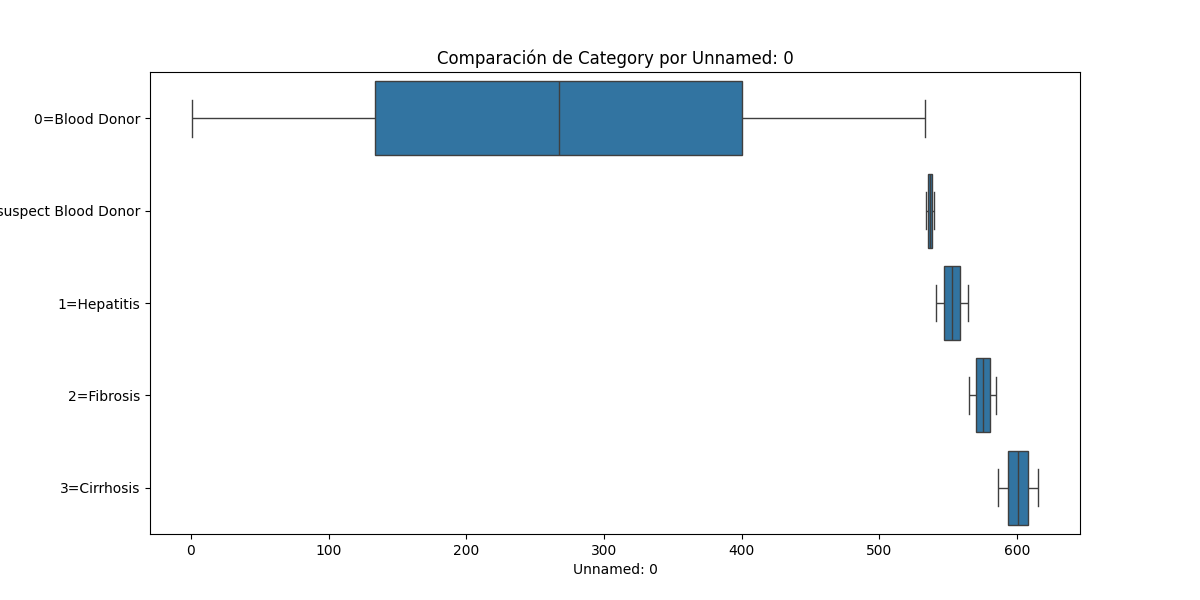 Comparación de Category por Unnamed: 0
0=Blood Donor
suspect Blood Donor
1=Hepatitis
2=Fibrosis
3=Cirrhosis
0 100 200 300 400 500 600
Unnamed: 0